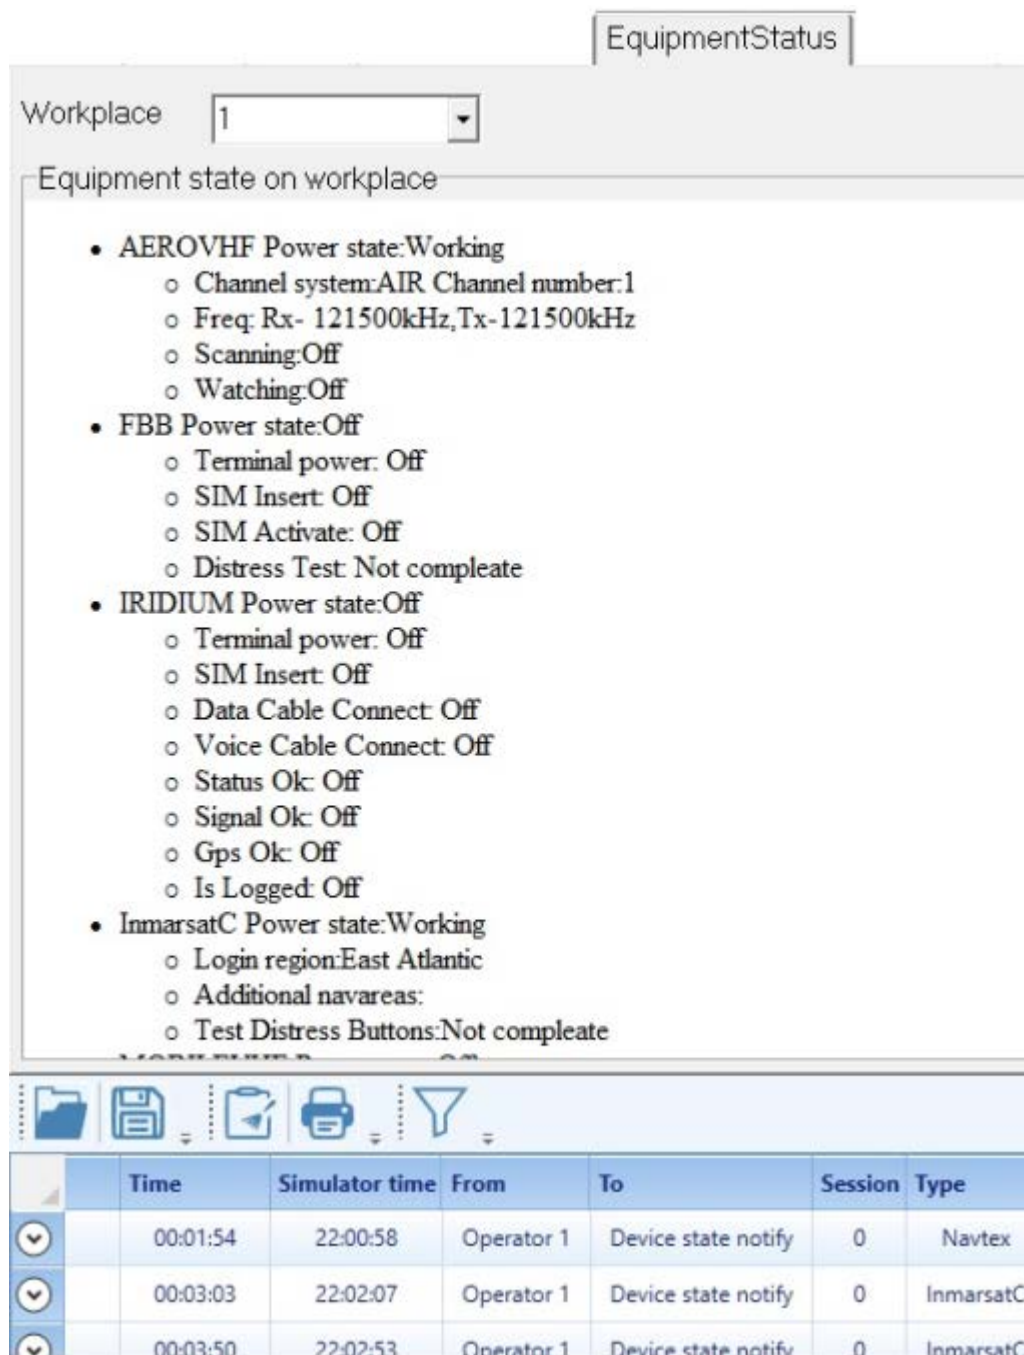 EquipmentStatus
Workplace 1
Equipment state on workplace
AEROVHF Power state:Working
Channel system:AIR Channel number:1
Freq: Rx- 121500kHz,Tx-121500kHz
Scanning:Off
Watching:Off
FBB Power state:Off
Terminal power: Off
SIM Insert: Off
SIM Activate: Off
Distress Test: Not compleate
IRIDIUM Power state:Off
Terminal power: Off
SIM Insert: Off
Data Cable Connect: Off
Voice Cable Connect: Off
Status Ok: Off
Signal Ok: Off
Gps Ok: Off
Is Logged: Off
InmarsatC Power state:Working
Login region:East Atlantic
Additional navareas:
Test Distress Buttons:Not compleate
Time Simulator time From To Session Type
00:01:54 22:00:58 Operator 1 Device state notify 0 Navtex
00:03:03 22:02:07 Operator 1 Device state notify 0 InmarsatC
00:03:50 22:02:53 Operator 1 Device state notify 0 InmarsatC